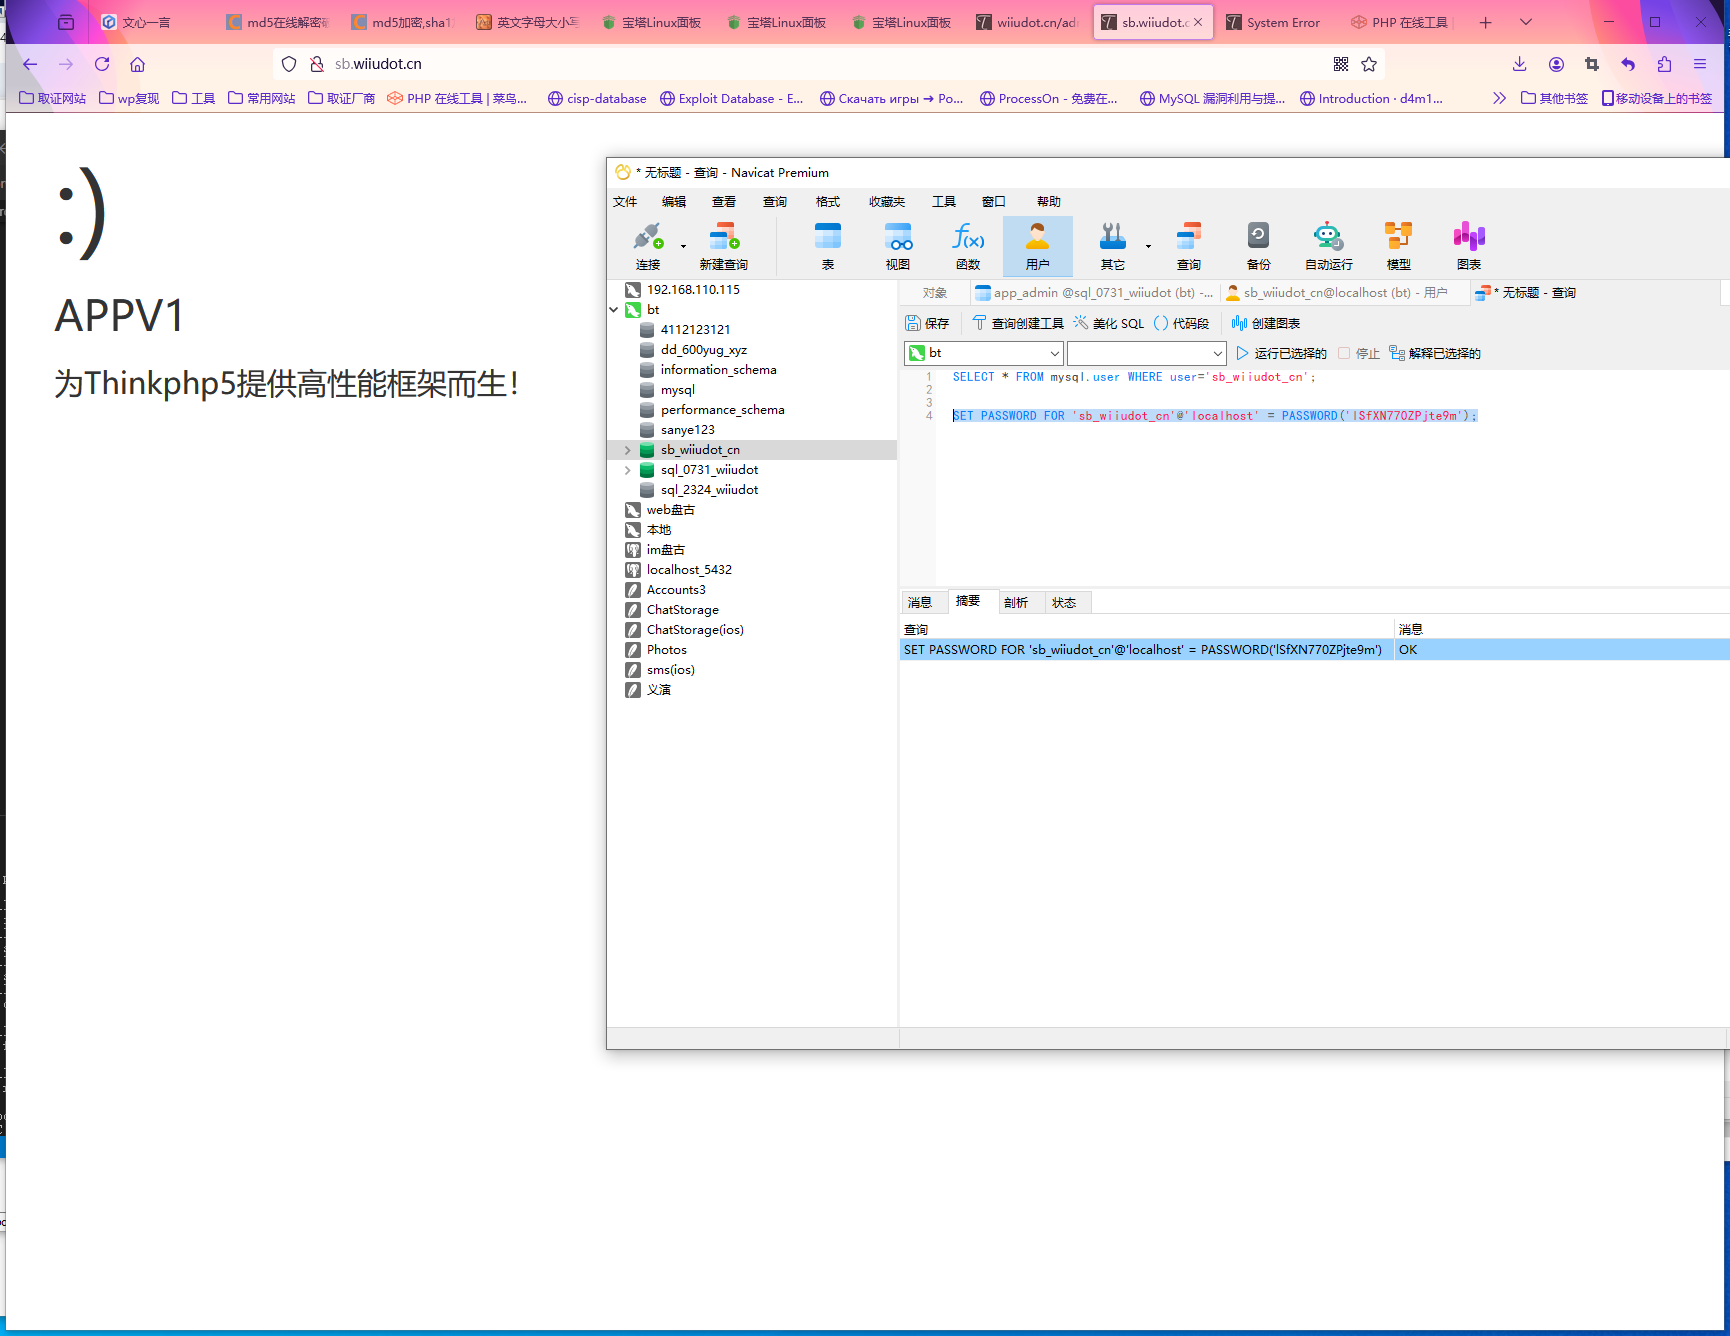 文心一言
md5在线解密破
md5加密,sha1
英文字母大小写
宝塔Linux面板
宝塔Linux面板
宝塔Linux面板
wiiudot.cn/adm
sb.wiiudot.c
System Error
PHP 在线工具
sb.wiiudot.cn
取证网站
wp复现
工具
常用网站
取证厂商
PHP 在线工具 | 菜鸟...
cisp-database
Exploit Database - E...
Скачать игры → Po...
ProcessOn - 免费在...
MySQL 漏洞利用与提...
Introduction · d4m1...
其他书签
移动设备上的书签
:)
APPV1
为Thinkphp5提供高性能框架而生！
* 无标题 - 查询 - Navicat Premium
文件 编辑 查看 查询 格式 收藏夹 工具 窗口 帮助
连接 新建查询 表 视图 f(x) 函数 用户 其它 查询 备份 自动运行 模型 图表
192.168.110.115
bt
4112123121
dd_600yug_xyz
information_schema
mysql
performance_schema
sanye123
sb_wiiudot_cn
sql_0731_wiiudot
sql_2324_wiiudot
web盘古
本地
im盘古
localhost_5432
Accounts3
ChatStorage
ChatStorage(ios)
Photos
sms(ios)
义演
对象 app_admin @sql_0731_wiiudot (bt) -... sb_wiiudot_cn@localhost (bt) - 用户 * 无标题 - 查询
保存 查询创建工具 美化 SQL () 代码段 创建图表
bt 运行已选择的 停止 解释已选择的
1 SELECT * FROM mysql.user WHERE user='sb_wiiudot_cn';
2
3
4 SET PASSWORD FOR 'sb_wiiudot_cn'@'localhost' = PASSWORD('lSfXN770ZPjte9m');
消息 摘要 剖析 状态
查询 消息
SET PASSWORD FOR 'sb_wiiudot_cn'@'localhost' = PASSWORD('lSfXN770ZPjte9m') OK